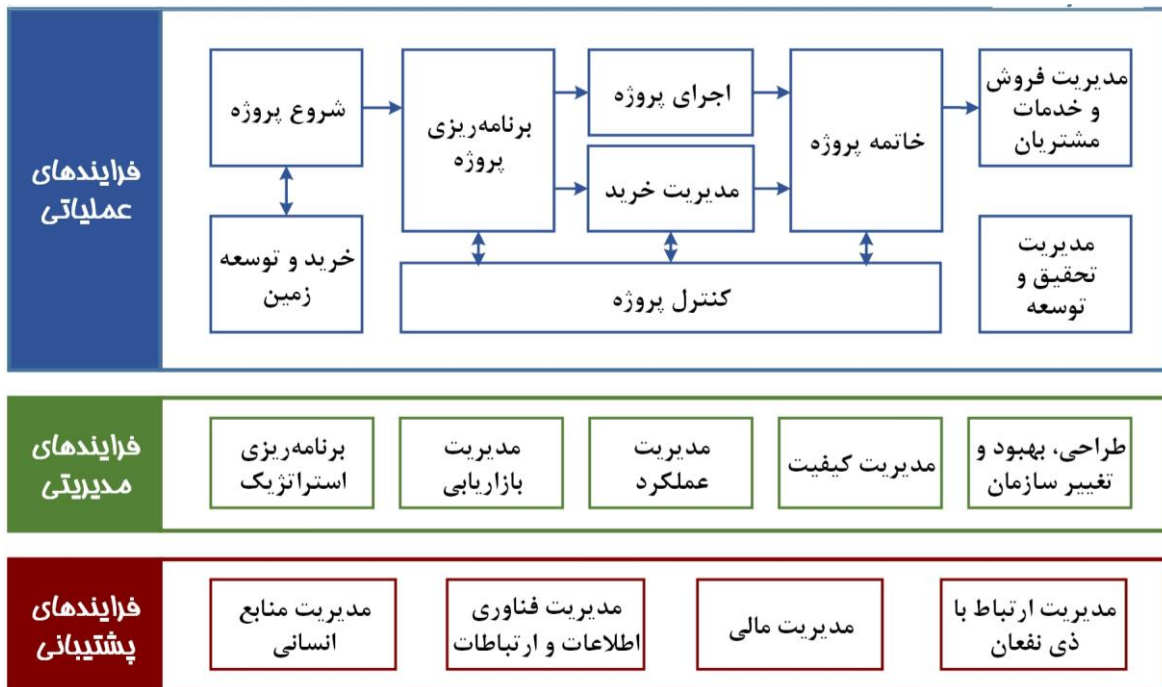 فرایندهای
عملیاتی
شروع پروژه
خرید و توسعه
زمین
برنامه‌ریزی
پروژه
اجرای پروژه
مدیریت خرید
خاتمه پروژه
کنترل پروژه
مدیریت فروش
و خدمات
مشتریان
مدیریت
تحقیق و
توسعه
فرایندهای
مدیریتی
برنامه‌ریزی
استراتژیک
مدیریت
بازاریابی
مدیریت
عملکرد
مدیریت کیفیت
طراحی، بهبود و
تغییر سازمان
فرایندهای
پشتیبانی
مدیریت منابع
انسانی
مدیریت فناوری
اطلاعات و ارتباطات
مدیریت مالی
مدیریت ارتباط با
ذی نفعان